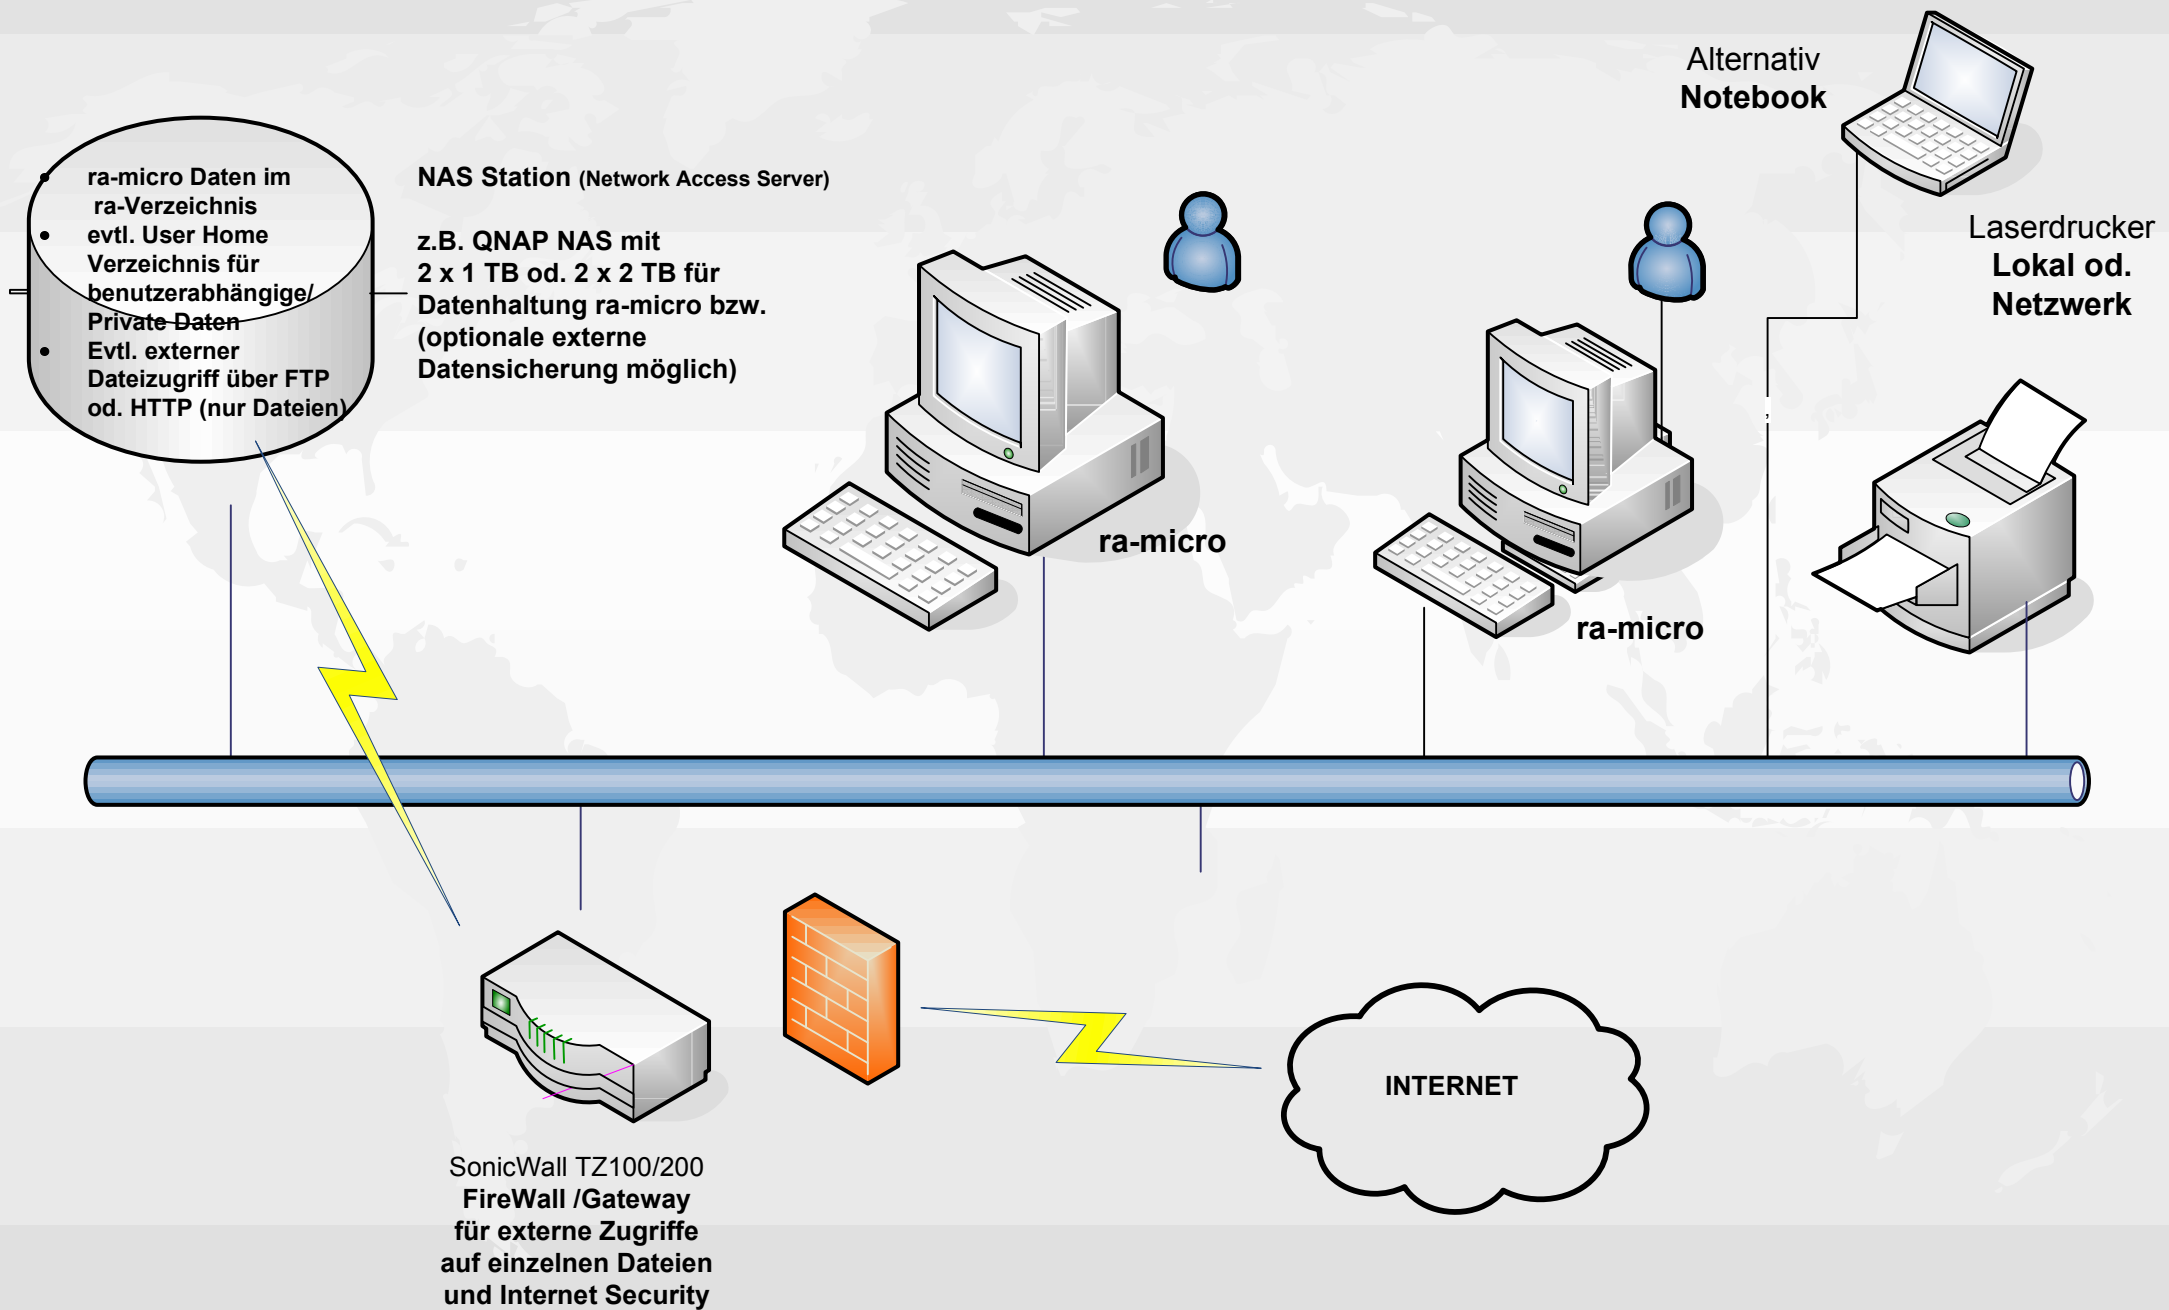 Alternativ
Notebook
• ra-micro Daten im
ra-Verzeichnis
• evtl. User Home
Verzeichnis für
benutzerabhängige/
Private Daten
• Evtl. externer
Dateizugriff über FTP
od. HTTP (nur Dateien)
NAS Station (Network Access Server)
z.B. QNAP NAS mit
2 x 1 TB od. 2 x 2 TB für
Datenhaltung ra-micro bzw.
(optionale externe
Datensicherung möglich)
Laserdrucker
Lokal od.
Netzwerk
ra-micro
ra-micro
INTERNET
SonicWall TZ100/200
FireWall /Gateway
für externe Zugriffe
auf einzelnen Dateien
und Internet Security